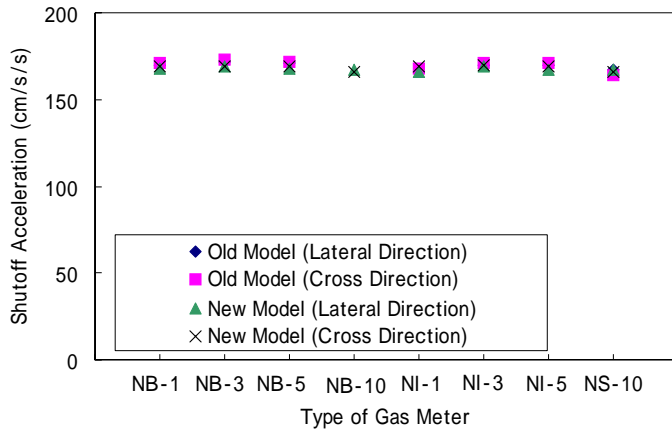 200
150
100
50
0
Shutoff Acceleration (cm/s/s)
Old Model (Lateral Direction)
Old Model (Cross Direction)
New Model (Lateral Direction)
New Model (Cross Direction)
NB-1 NB-3 NB-5 NB-10 NI-1 NI-3 NI-5 NS-10
Type of Gas Meter